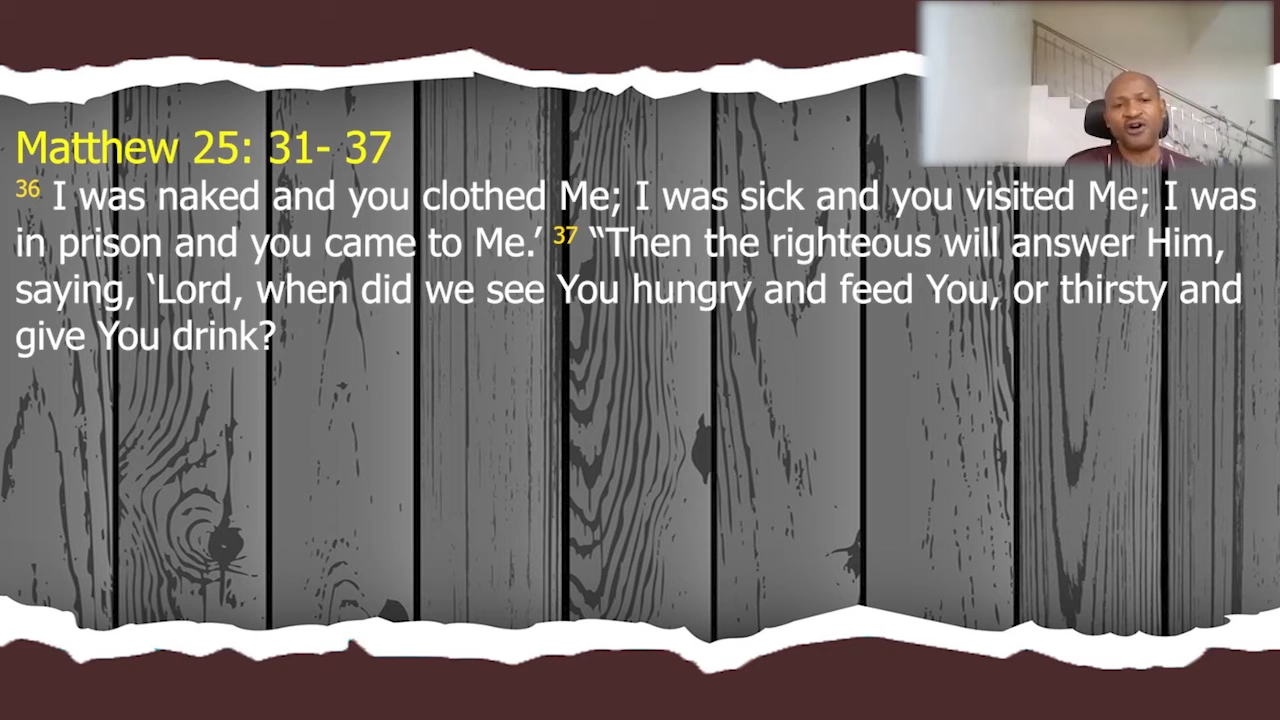 Matthew 25: 31- 37
36 I was naked and you clothed Me; I was sick and you visited Me; I was
in prison and you came to Me.’ 37 “Then the righteous will answer Him,
saying, ‘Lord, when did we see You hungry and feed You, or thirsty and
give You drink?